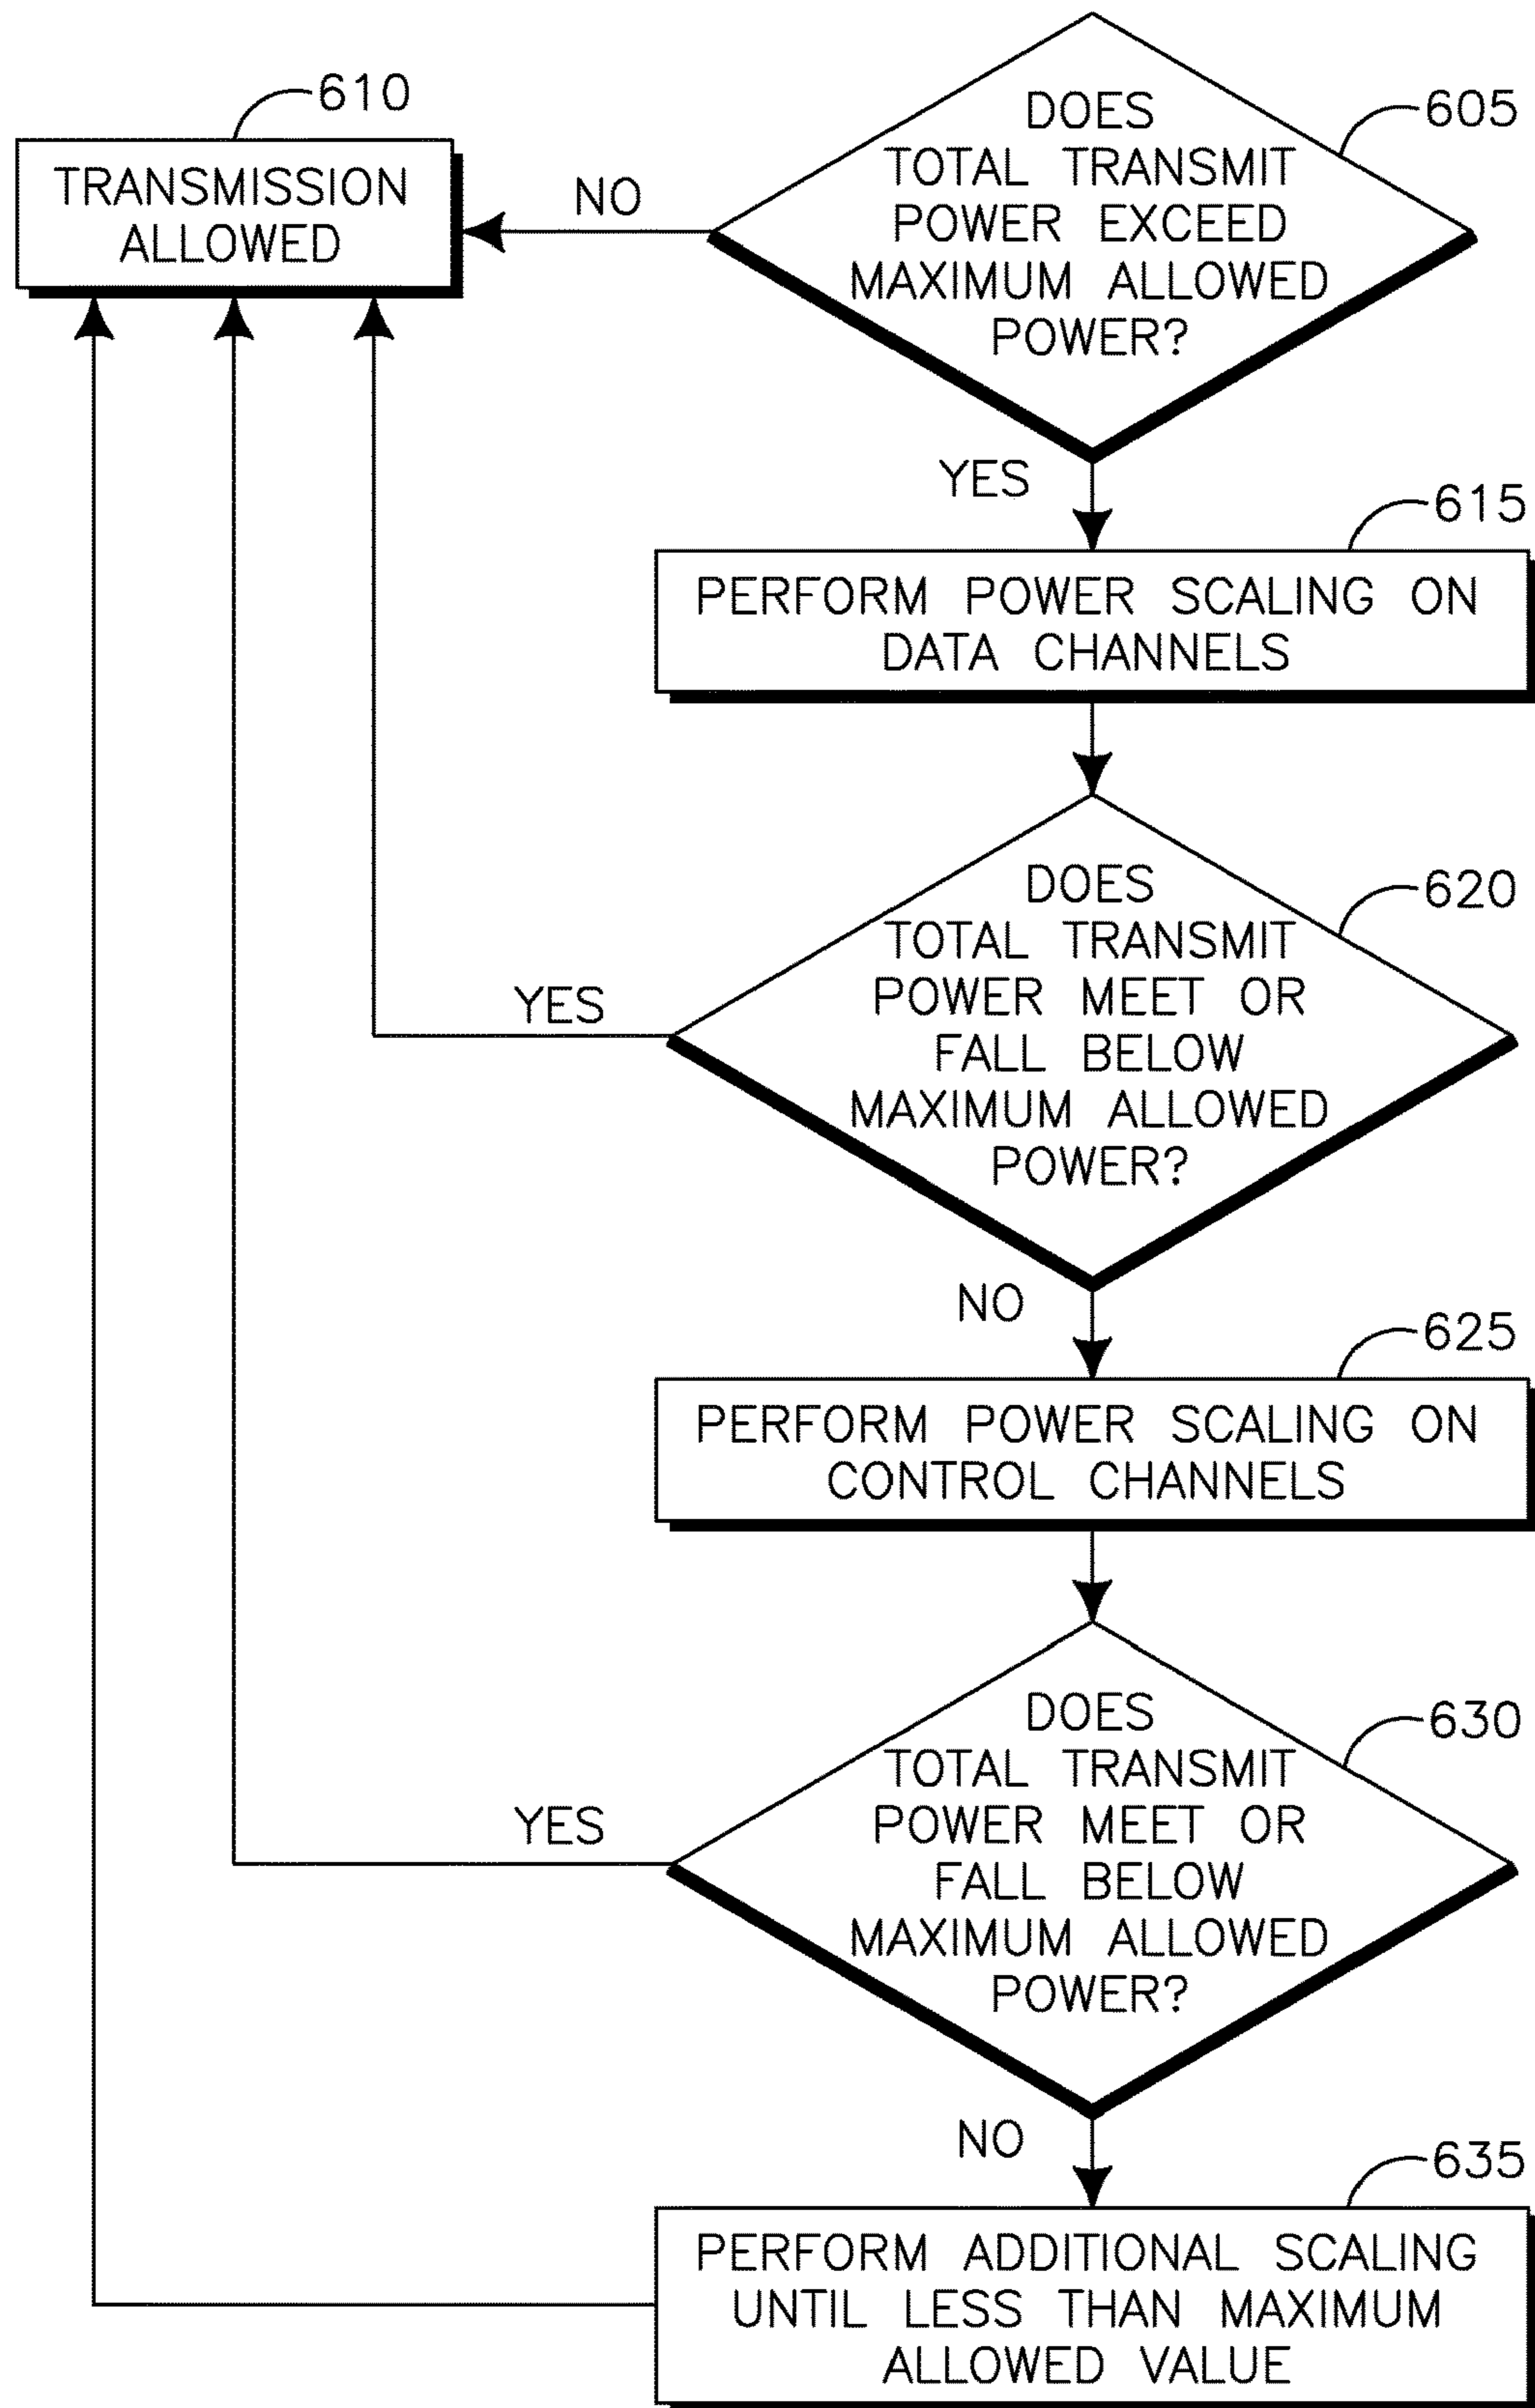 610
TRANSMISSION
ALLOWED
NO
DOES
TOTAL TRANSMIT
POWER EXCEED
MAXIMUM ALLOWED
POWER?
605
YES
615
PERFORM POWER SCALING ON
DATA CHANNELS
DOES
TOTAL TRANSMIT
POWER MEET OR
FALL BELOW
MAXIMUM ALLOWED
POWER?
620
YES
NO
625
PERFORM POWER SCALING ON
CONTROL CHANNELS
DOES
TOTAL TRANSMIT
POWER MEET OR
FALL BELOW
MAXIMUM ALLOWED
POWER?
630
YES
NO
635
PERFORM ADDITIONAL SCALING
UNTIL LESS THAN MAXIMUM
ALLOWED VALUE